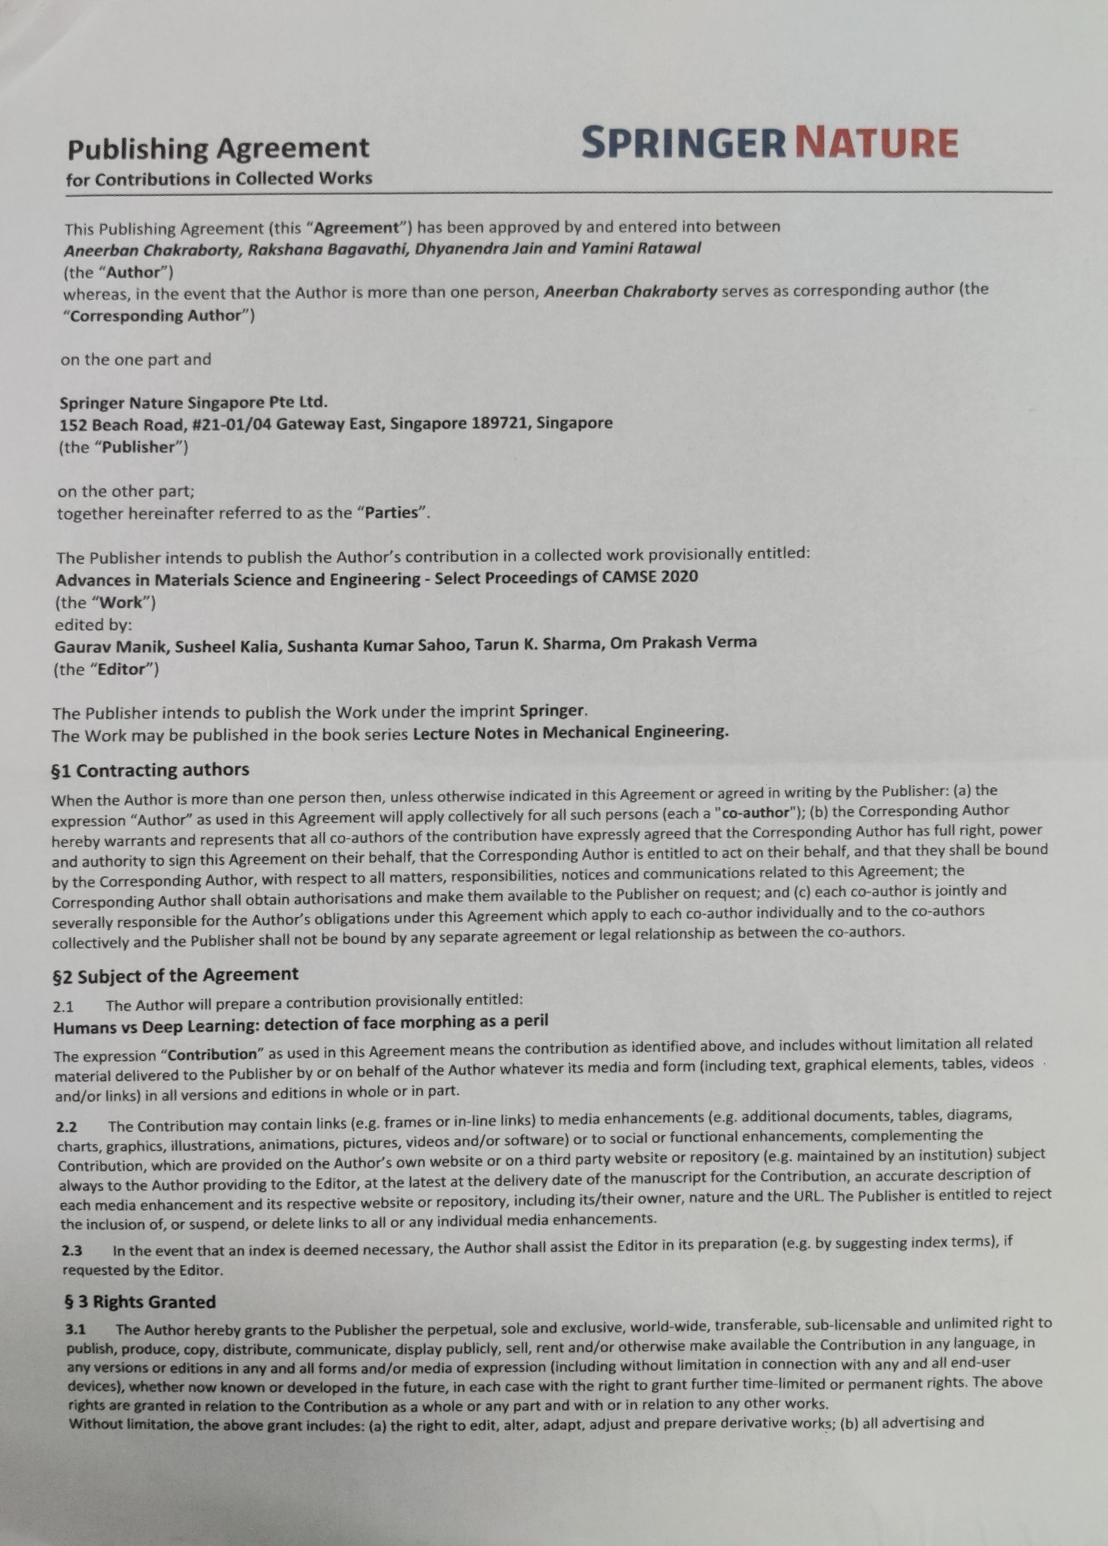 Publishing Agreement
SPRINGER NATURE
for Contributions in Collected Works
This Publishing Agreement (this “Agreement”) has been approved by and entered into between
Aneerban Chakraborty, Rakshana Bagavathi, Dhyanendra Jain and Yamini Ratawal
(the “Author”)
whereas, in the event that the Author is more than one person, Aneerban Chakraborty serves as corresponding author (the
“Corresponding Author”)
on the one part and
Springer Nature Singapore Pte Ltd.
152 Beach Road, #21-01/04 Gateway East, Singapore 189721, Singapore
(the “Publisher”)
on the other part;
together hereinafter referred to as the “Parties”.
The Publisher intends to publish the Author’s contribution in a collected work provisionally entitled:
Advances in Materials Science and Engineering - Select Proceedings of CAMSE 2020
(the “Work”)
edited by:
Gaurav Manik, Susheel Kalia, Sushanta Kumar Sahoo, Tarun K. Sharma, Om Prakash Verma
(the “Editor”)
The Publisher intends to publish the Work under the imprint Springer.
The Work may be published in the book series Lecture Notes in Mechanical Engineering.
§1 Contracting authors
When the Author is more than one person then, unless otherwise indicated in this Agreement or agreed in writing by the Publisher: (a) the
expression “Author” as used in this Agreement will apply collectively for all such persons (each a "co-author"); (b) the Corresponding Author
hereby warrants and represents that all co-authors of the contribution have expressly agreed that the Corresponding Author has full right, power
and authority to sign this Agreement on their behalf, that the Corresponding Author is entitled to act on their behalf, and that they shall be bound
by the Corresponding Author, with respect to all matters, responsibilities, notices and communications related to this Agreement; the
Corresponding Author shall obtain authorisations and make them available to the Publisher on request; and (c) each co-author is jointly and
severally responsible for the Author’s obligations under this Agreement which apply to each co-author individually and to the co-authors
collectively and the Publisher shall not be bound by any separate agreement or legal relationship as between the co-authors.
§2 Subject of the Agreement
2.1 The Author will prepare a contribution provisionally entitled:
Humans vs Deep Learning: detection of face morphing as a peril
The expression “Contribution” as used in this Agreement means the contribution as identified above, and includes without limitation all related
material delivered to the Publisher by or on behalf of the Author whatever its media and form (including text, graphical elements, tables, videos
and/or links) in all versions and editions in whole or in part.
2.2 The Contribution may contain links (e.g. frames or in-line links) to media enhancements (e.g. additional documents, tables, diagrams,
charts, graphics, illustrations, animations, pictures, videos and/or software) or to social or functional enhancements, complementing the
Contribution, which are provided on the Author’s own website or on a third party website or repository (e.g. maintained by an institution) subject
always to the Author providing to the Editor, at the latest at the delivery date of the manuscript for the Contribution, an accurate description of
each media enhancement and its respective website or repository, including its/their owner, nature and the URL. The Publisher is entitled to reject
the inclusion of, or suspend, or delete links to all or any individual media enhancements.
2.3 In the event that an index is deemed necessary, the Author shall assist the Editor in its preparation (e.g. by suggesting index terms), if
requested by the Editor.
§ 3 Rights Granted
3.1 The Author hereby grants to the Publisher the perpetual, sole and exclusive, world-wide, transferable, sub-licensable and unlimited right to
publish, produce, copy, distribute, communicate, display publicly, sell, rent and/or otherwise make available the Contribution in any language, in
any versions or editions in any and all forms and/or media of expression (including without limitation in connection with any and all end-user
devices), whether now known or developed in the future, in each case with the right to grant further time-limited or permanent rights. The above
rights are granted in relation to the Contribution as a whole or any part and with or in relation to any other works.
Without limitation, the above grant includes: (a) the right to edit, alter, adapt, adjust and prepare derivative works; (b) all advertising and